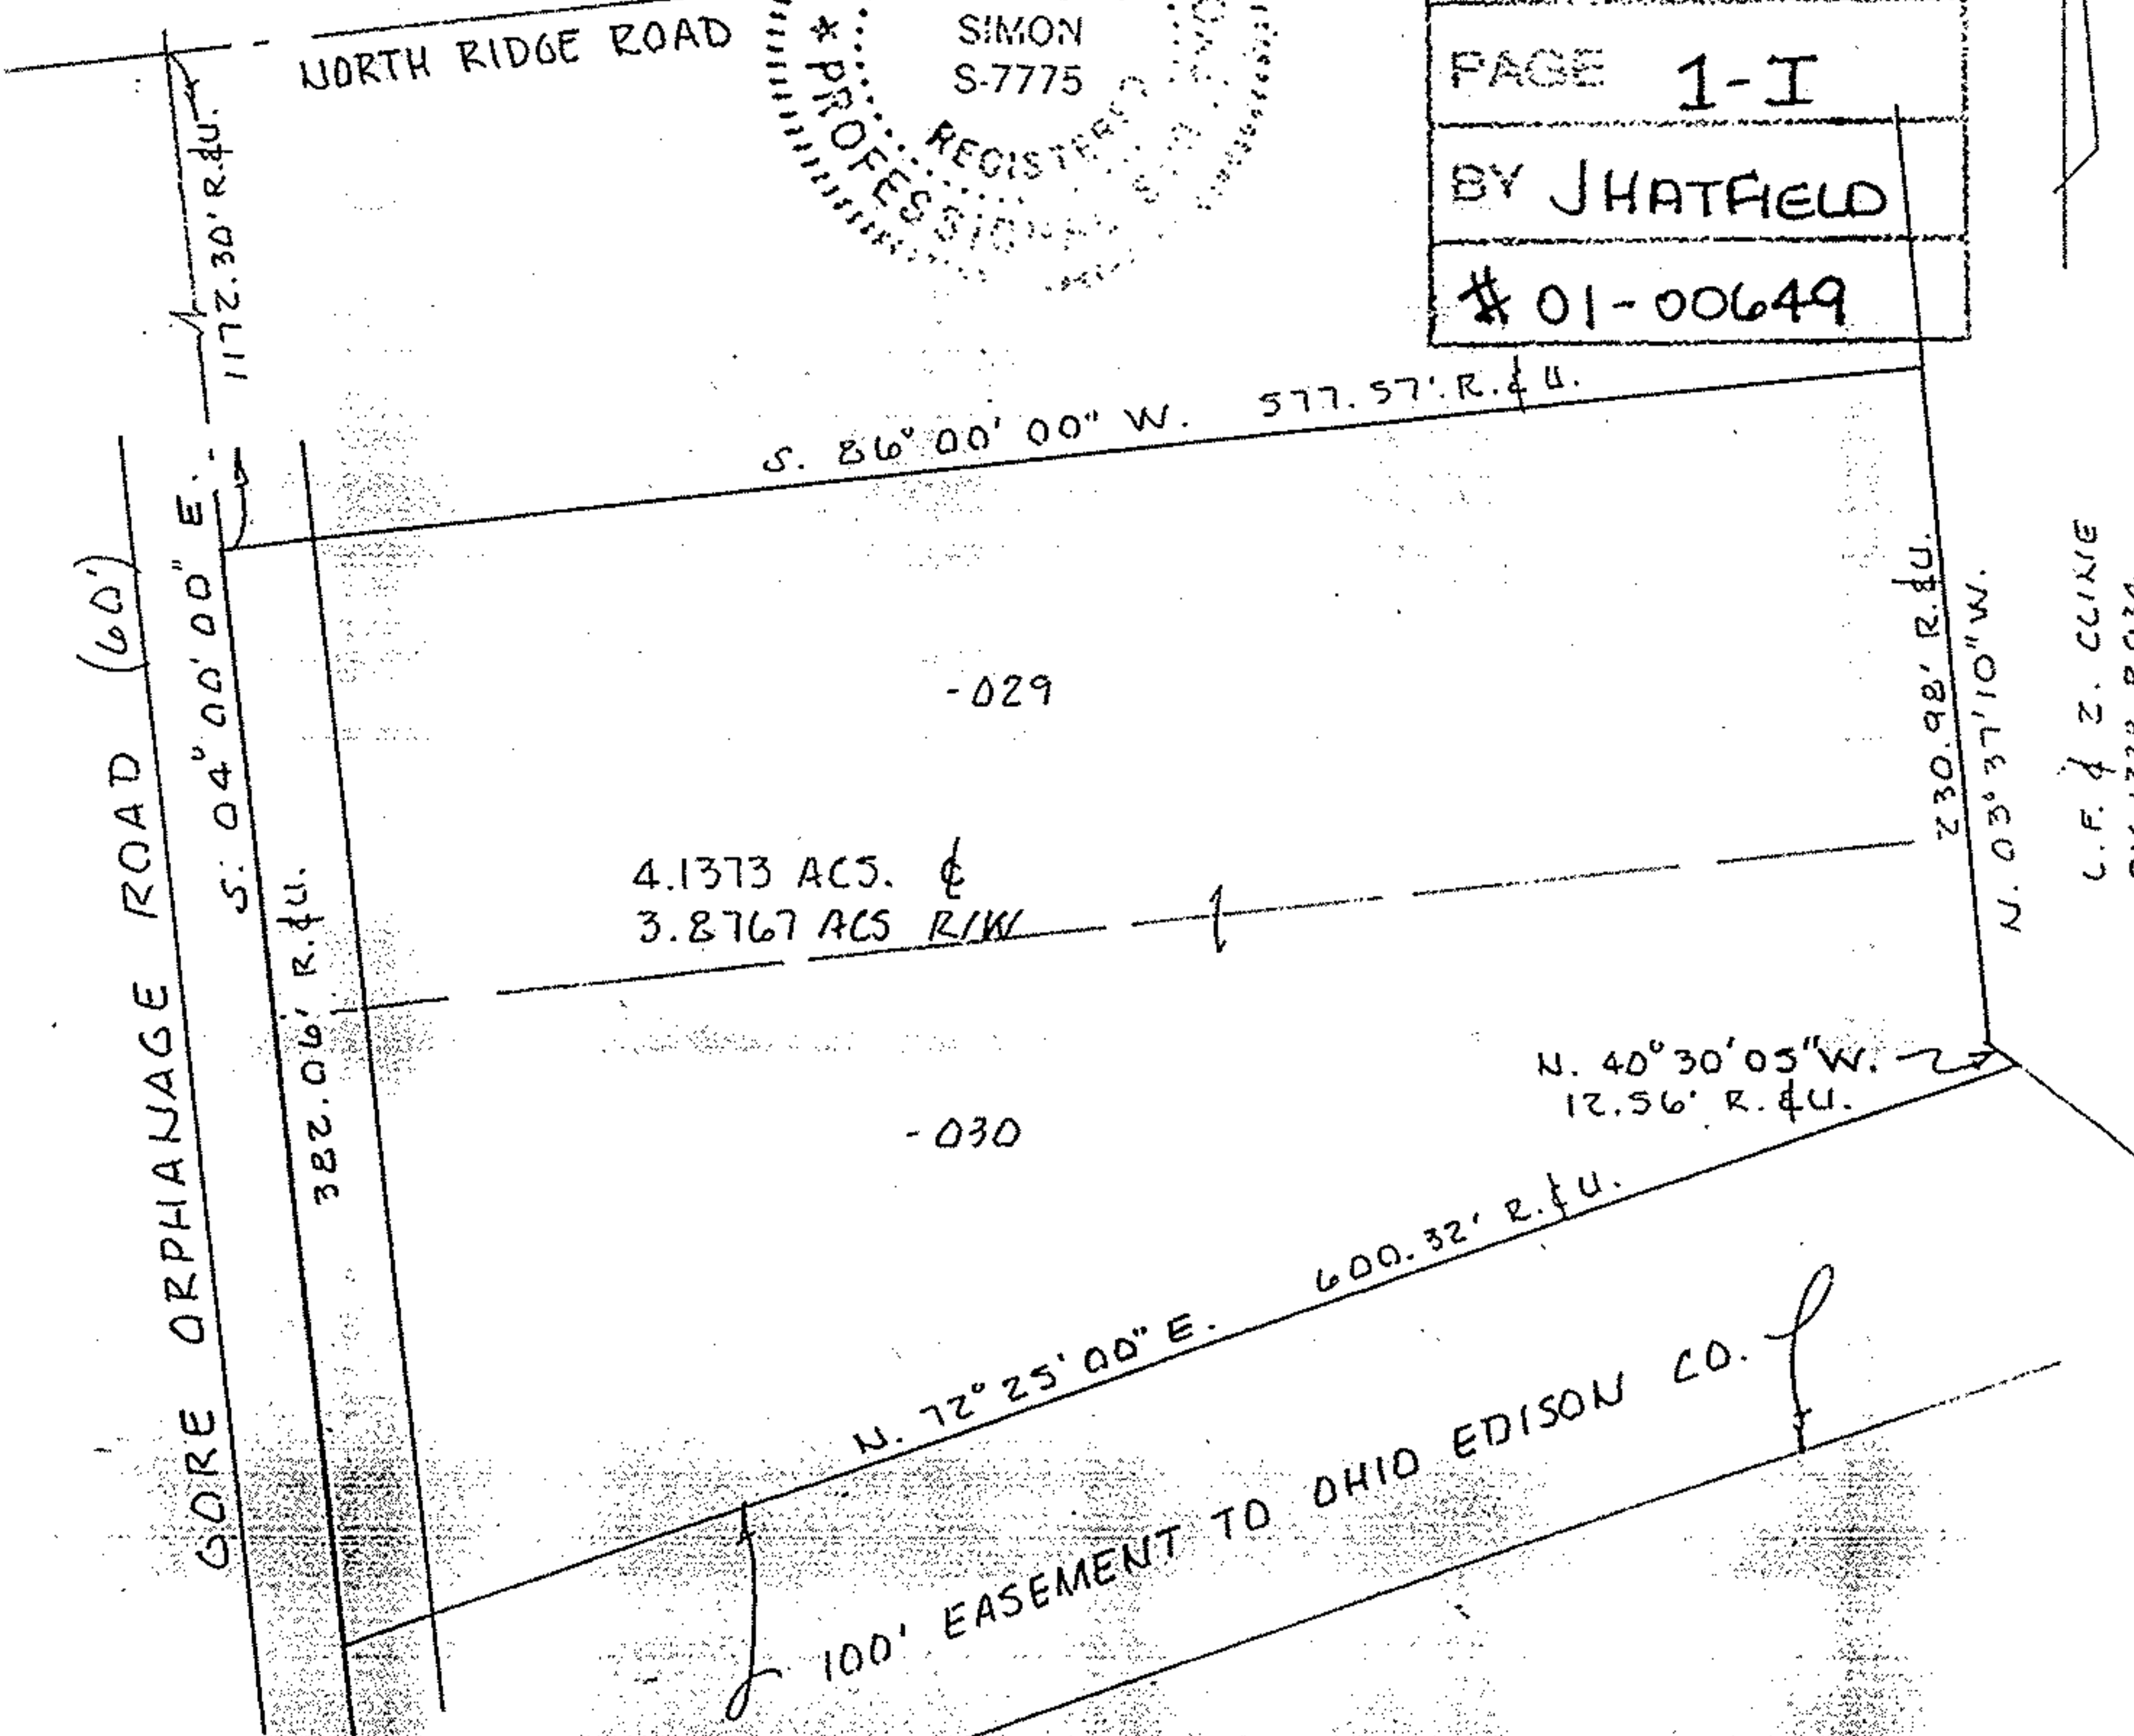 NORTH RIDGE ROAD
SIMON
S-7775
REGISTERED
* PROFESSIONAL
PAGE 1-I
BY JHATFIELD
# 01-00649
1172.30' R.&U.
S. 86° 00' 00" W. 577.57' R.&U.
S. 04° 00' 00" E.
GORE ORPHANAGE ROAD (60')
382.06' R.&U.
-029
4.1373 ACS. ₵
3.8767 ACS R/W
230.98' R.&U.
N. 03° 37' 10" W.
L.F. & Z. CLINE
N. 40° 30' 05" W.
12.56' R.&U.
-030
N. 72° 25' 00" E. 600.32' R.&U.
100' EASEMENT TO OHIO EDISON CO.